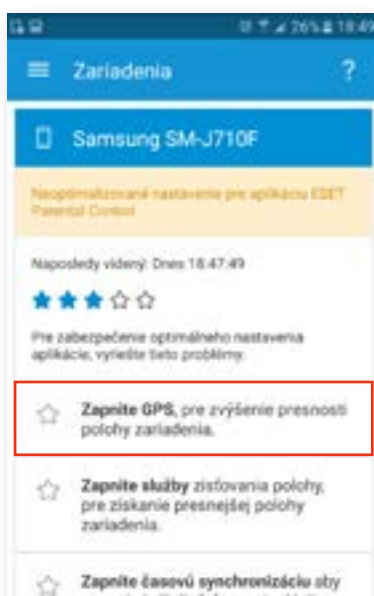 26% 18:49
Zariadenia ?
Samsung SM-J710F
Neoptimalizované nastavenie pre aplikáciu ESET
Parental Control
Naposledy videný: Dnes 18:47:49
Pre zabezpečenie optimálneho nastavenia
aplikácie, vyriešte tieto problémy.
Zapnite GPS, pre zvýšenie presnosti
polohy zariadenia.
Zapnite služby zisťovania polohy,
pre získanie presnejšej polohy
zariadenia.
Zapnite časovú synchronizáciu aby